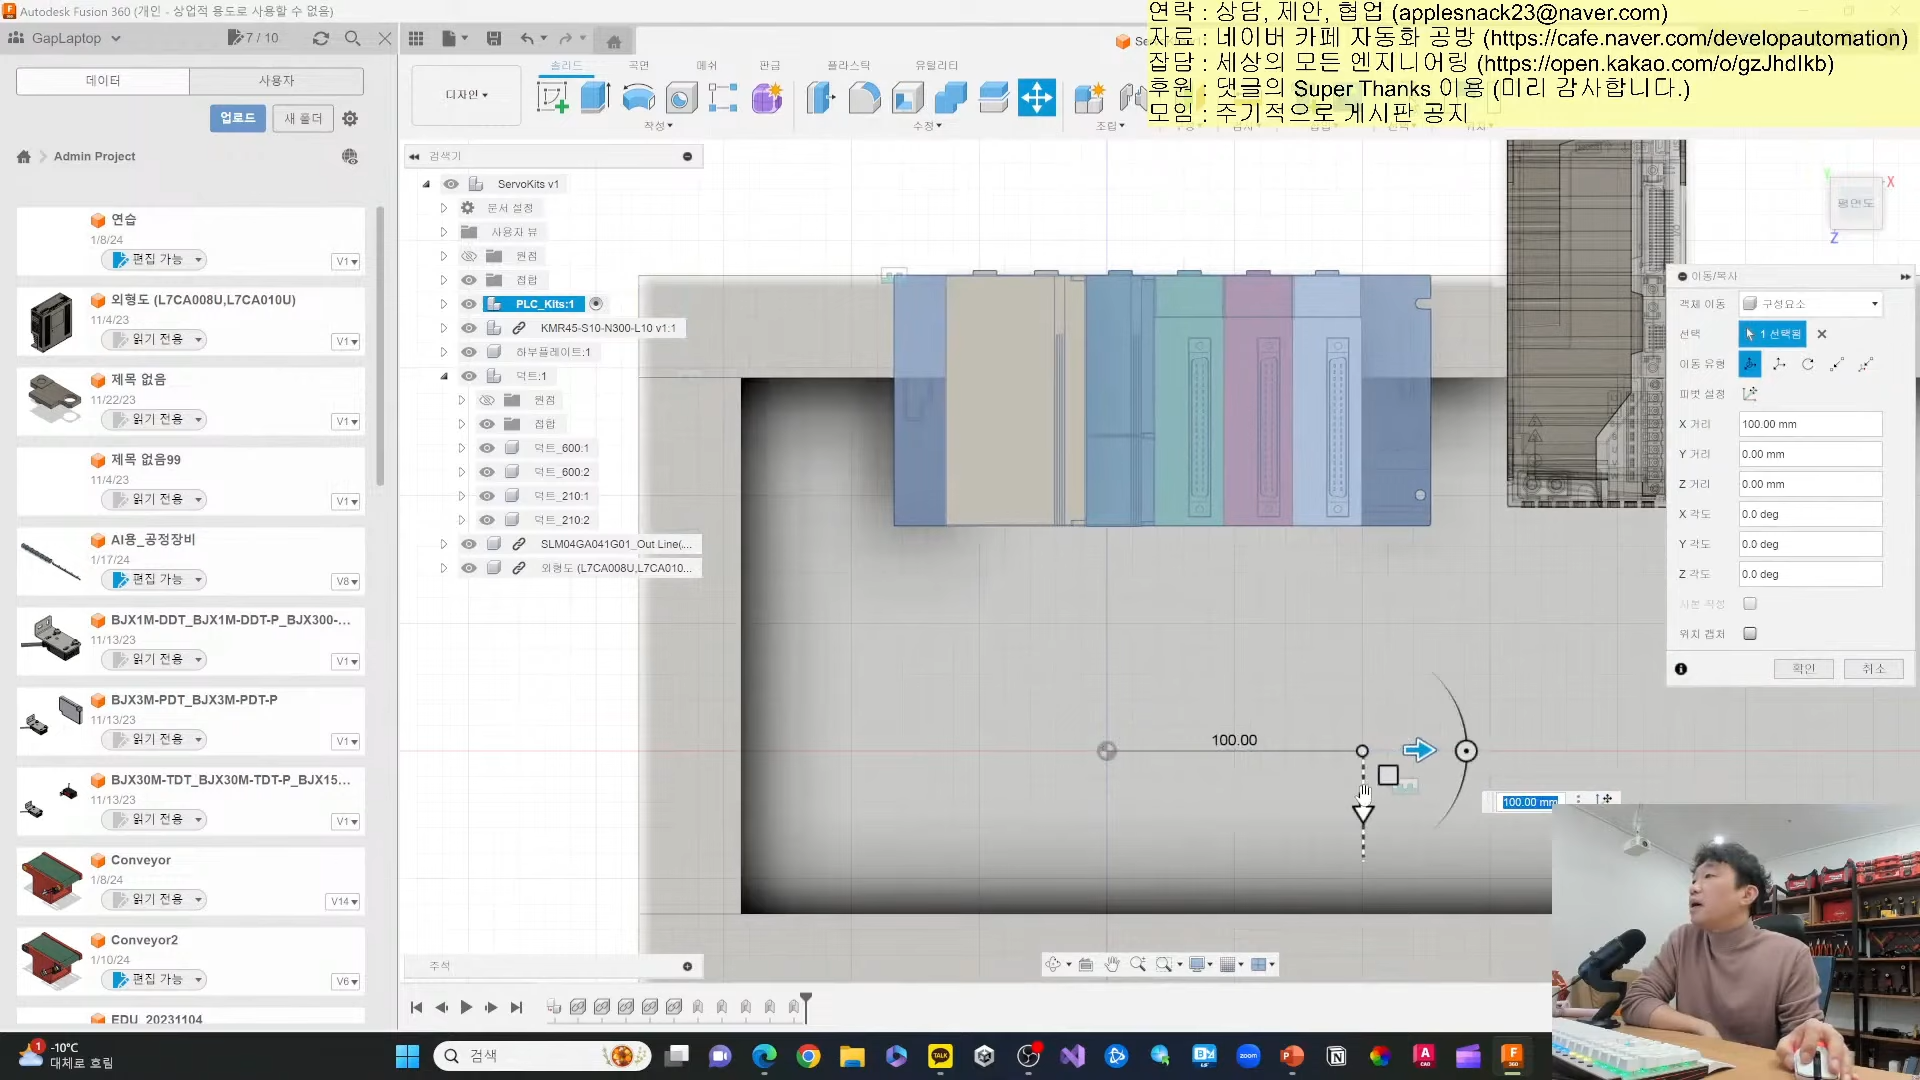 Autodesk Fusion 360 (개인 - 상업적 용도로 사용할 수 없음)
연락 : 상담, 제안, 협업 (applesnack23@naver.com)
자료 : 네이버 카페 자동화 공방 (https://cafe.naver.com/developautomation)
잡담 : 세상의 모든 엔지니어링 (https://open.kakao.com/o/gzJhdIkb)
후원 : 댓글의 Super Thanks 이용 (미리 감사합니다.)
모임 : 주기적으로 게시판 공지
GapLaptop
7 / 10
데이터
사용자
업로드
새 폴더
Admin Project
연습
1/8/24
편집 가능
V1
외형도 (L7CA008U,L7CA010U)
11/4/23
읽기 전용
V1
제목 없음
11/22/23
읽기 전용
V1
제목 없음99
11/4/23
읽기 전용
V1
AI용_공정장비
1/17/24
편집 가능
V8
BJX1M-DDT_BJX1M-DDT-P_BJX300-...
11/13/23
읽기 전용
V1
BJX3M-PDT_BJX3M-PDT-P
11/13/23
읽기 전용
V1
BJX30M-TDT_BJX30M-TDT-P_BJX15...
11/13/23
읽기 전용
V1
Conveyor
1/8/24
읽기 전용
V14
Conveyor2
1/10/24
편집 가능
V6
EDU_20231104
디자인
솔리드
곡면
메쉬
판금
플라스틱
유틸리티
작성
수정
조립
검색기
ServoKits v1
문서 설정
사용자 뷰
원점
접합
PLC_Kits:1
KMR45-S10-N300-L10 v1:1
하부플레이트:1
덕트:1
원점
접합
덕트_600:1
덕트_600:2
덕트_210:1
덕트_210:2
SLM04GA041G01_Out Line(...
외형도 (L7CA008U,L7CA010...
주석
X
Z
평면도
이동/복사
객체 이동
구성요소
선택
1 선택됨
이동 유형
피벗 설정
X 거리
100.00 mm
Y 거리
0.00 mm
Z 거리
0.00 mm
X 각도
0.0 deg
Y 각도
0.0 deg
Z 각도
0.0 deg
사본 작성
위치 캡처
확인
취소
100.00
100.00 mm
-10°C
대체로 흐림
검색
TALK
zoom